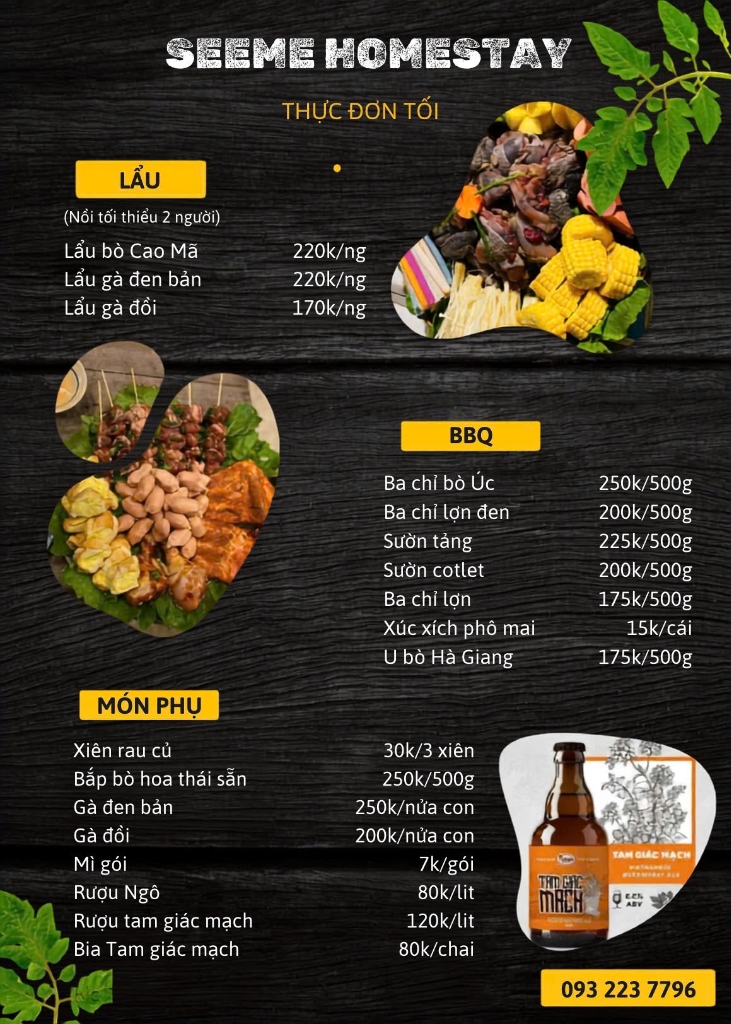 SEEME HOMESTAY
THỰC ĐƠN TỐI
LẨU
(Nồi tối thiểu 2 người)
Lẩu bò Cao Mã 220k/ng
Lẩu gà đen bản 220k/ng
Lẩu gà đồi 170k/ng
BBQ
Ba chỉ bò Úc 250k/500g
Ba chỉ lợn đen 200k/500g
Sườn tảng 225k/500g
Sườn cotlet 200k/500g
Ba chỉ lợn 175k/500g
Xúc xích phô mai 15k/cái
U bò Hà Giang 175k/500g
MÓN PHỤ
Xiên rau củ 30k/3 xiên
Bắp bò hoa thái sẵn 250k/500g
Gà đen bản 250k/nửa con
Gà đồi 200k/nửa con
Mì gói 7k/gói
Rượu Ngô 80k/lit
Rượu tam giác mạch 120k/lit
Bia Tam giác mạch 80k/chai
TAM GIÁC
MẠCH
TAM GIÁC MẠCH
ABV
093 223 7796